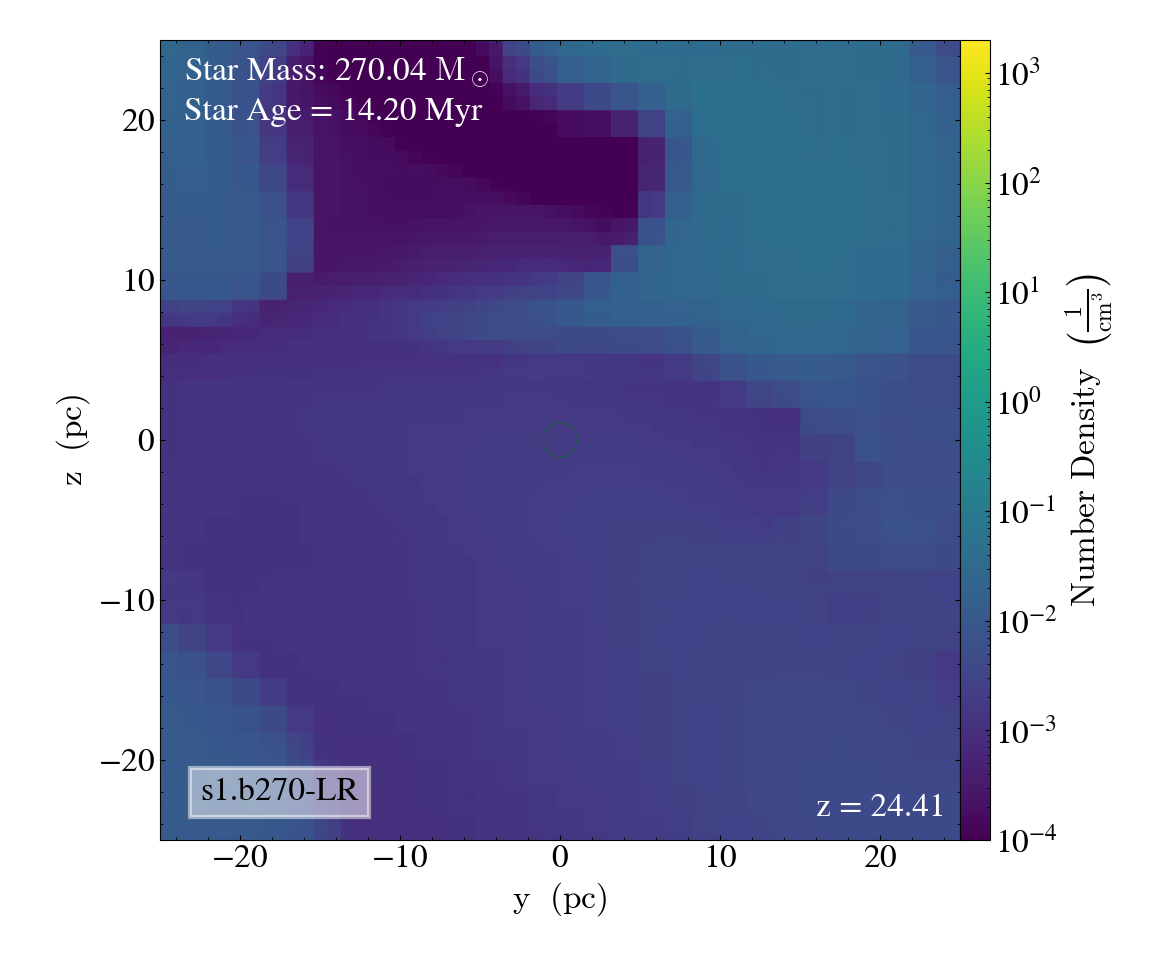 Star Mass: 270.04 M⊙
Star Age = 14.20 Myr
20
10
0
−10
−20
z (pc)
s1.b270-LR
z = 24.41
−20
−10
0
10
20
y (pc)
10³
10²
10¹
10⁰
10⁻¹
10⁻²
10⁻³
10⁻⁴
Number Density (1/cm³)